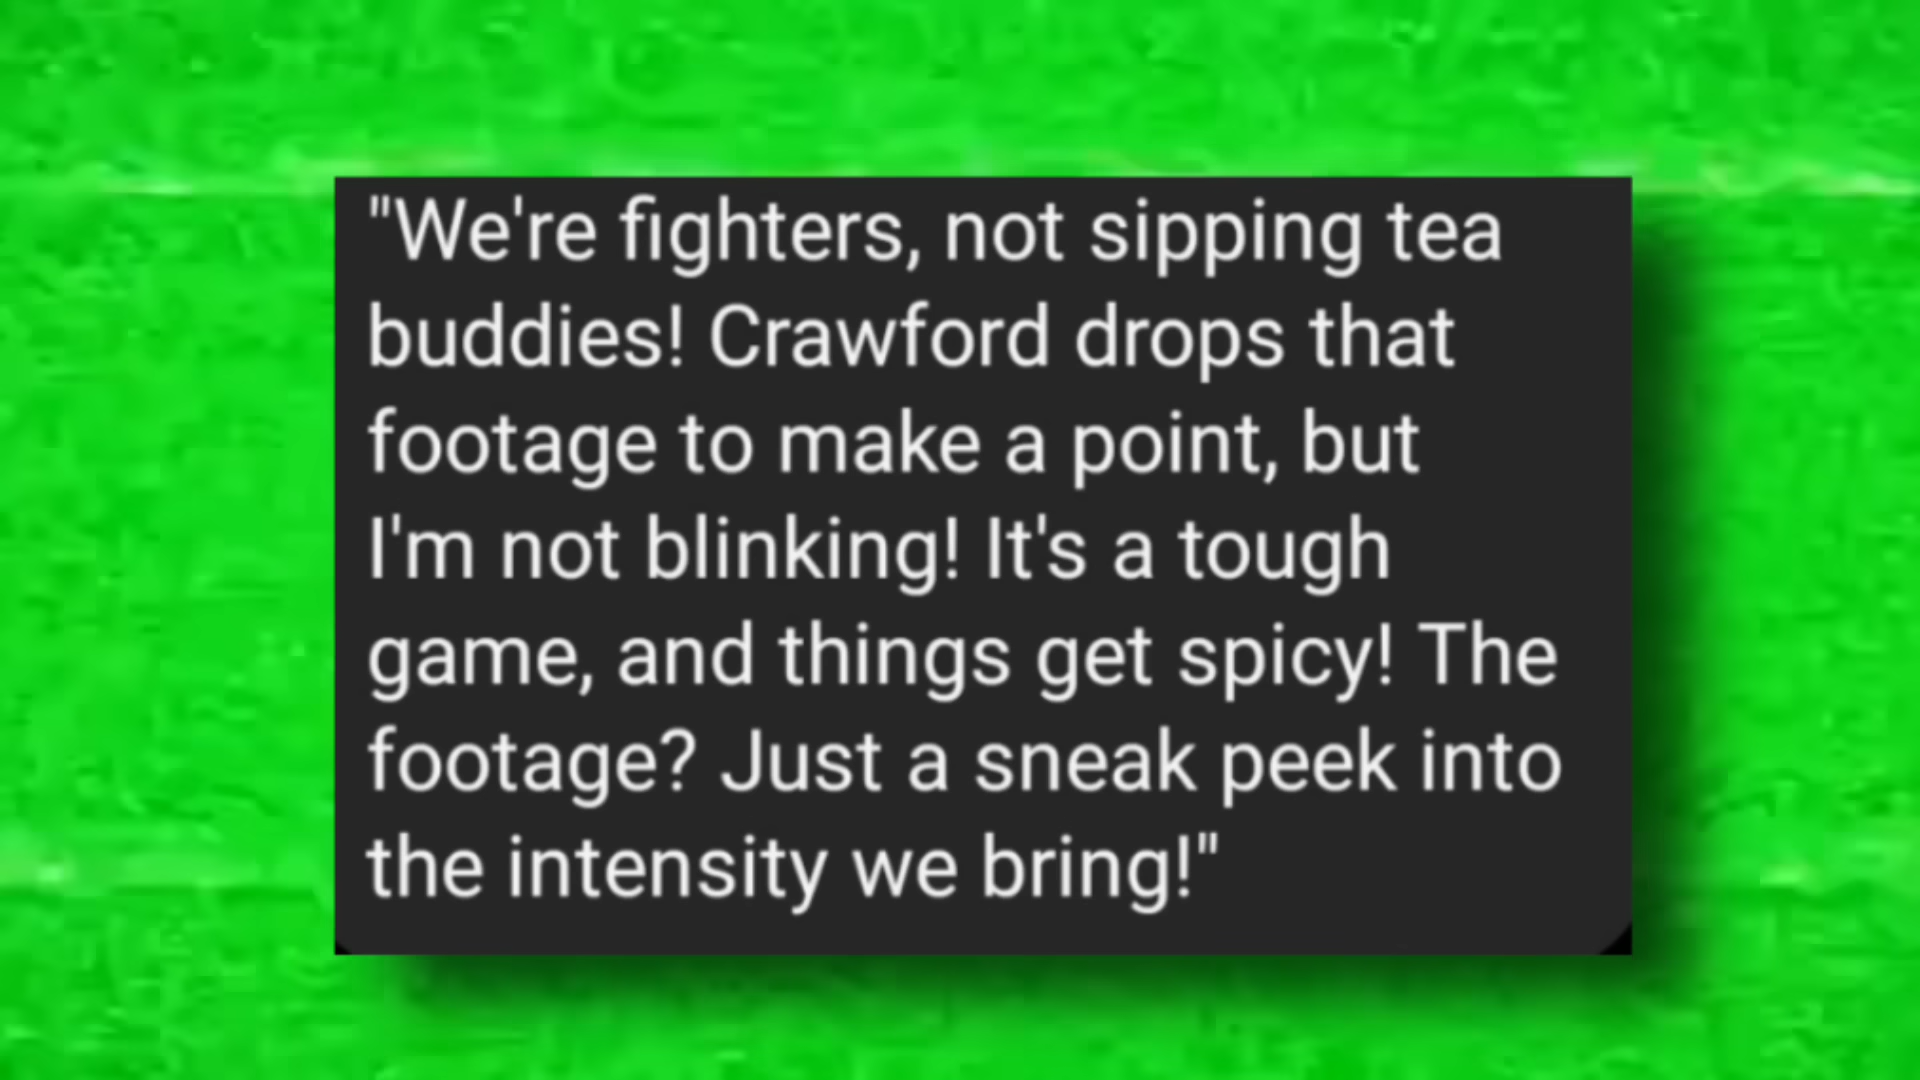 "We're fighters, not sipping tea
buddies! Crawford drops that
footage to make a point, but
I'm not blinking! It's a tough
game, and things get spicy! The
footage? Just a sneak peek into
the intensity we bring!"